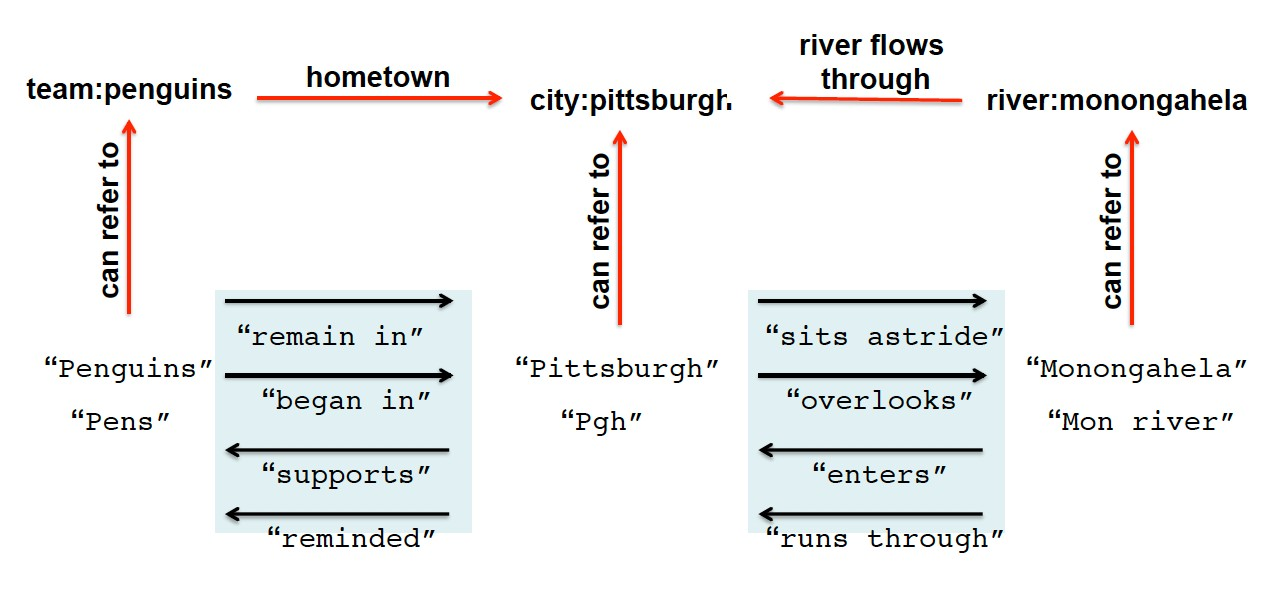 river flows
through
hometown
team:penguins
city:pittsburgh
river:monongahela
can refer to
can refer to
can refer to
“remain in”
“sits astride”
“Penguins”
“Pittsburgh”
“Monongahela”
“began in”
“overlooks”
“Pens”
“Pgh”
“Mon river”
“supports”
“enters”
“reminded”
“runs through”